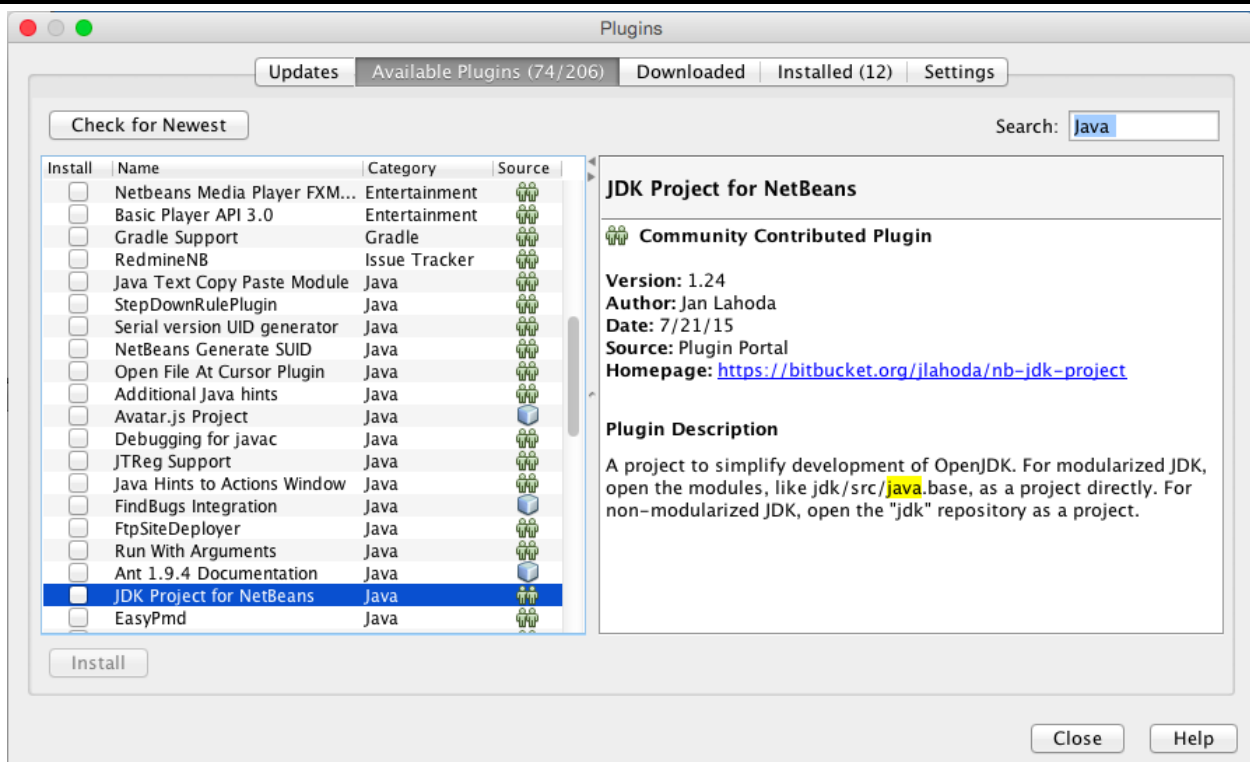 Plugins
Updates Available Plugins (74/206) Downloaded Installed (12) Settings
Check for Newest
Search: Java
Install Name Category Source
Netbeans Media Player FXM... Entertainment
Basic Player API 3.0 Entertainment
Gradle Support Gradle
RedmineNB Issue Tracker
Java Text Copy Paste Module Java
StepDownRulePlugin Java
Serial version UID generator Java
NetBeans Generate SUID Java
Open File At Cursor Plugin Java
Additional Java hints Java
Avatar.js Project Java
Debugging for javac Java
JTReg Support Java
Java Hints to Actions Window Java
FindBugs Integration Java
FtpSiteDeployer Java
Run With Arguments Java
Ant 1.9.4 Documentation Java
JDK Project for NetBeans Java
EasyPmd Java
JDK Project for NetBeans
Community Contributed Plugin
Version: 1.24
Author: Jan Lahoda
Date: 7/21/15
Source: Plugin Portal
Homepage: https://bitbucket.org/jlahoda/nb-jdk-project
Plugin Description
A project to simplify development of OpenJDK. For modularized JDK,
open the modules, like jdk/src/java.base, as a project directly. For
non-modularized JDK, open the "jdk" repository as a project.
Install
Close Help